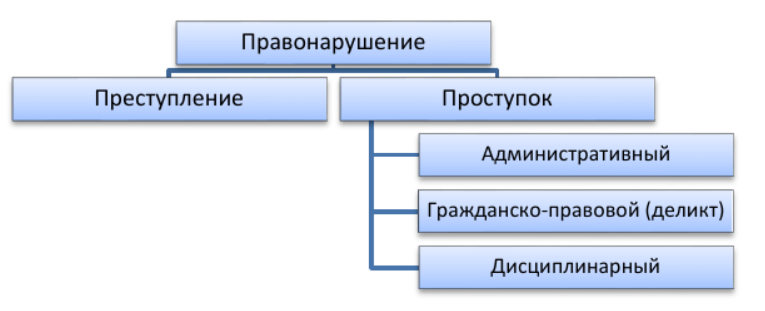 Правонарушение
Преступление
Проступок
Административный
Гражданско-правовой (деликт)
Дисциплинарный